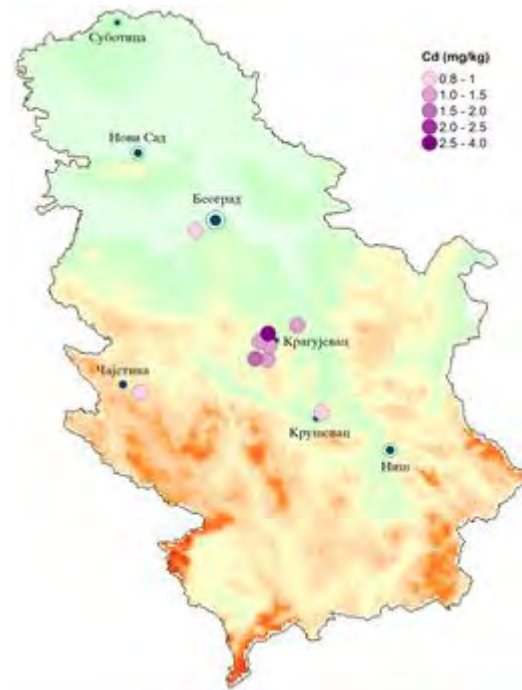 Суботица
Cd (mg/kg)
0.8 - 1
1.0 - 1.5
1.5 - 2.0
2.0 - 2.5
2.5 - 4.0
Нови Сад
Београд
Крагујевац
Чајетина
Крушевац
Ниш